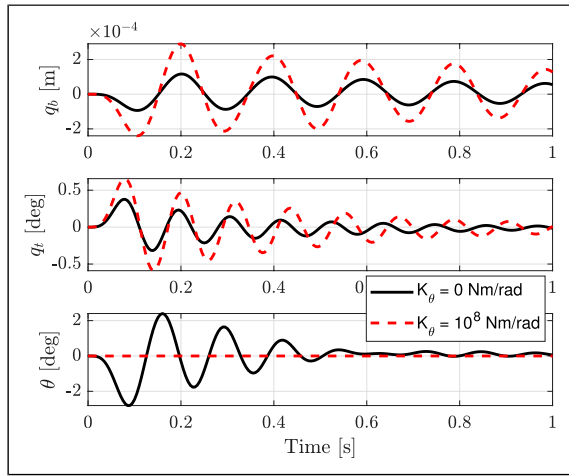 ×10⁻⁴
2
0
-2
q_b [m]
0 0.2 0.4 0.6 0.8 1
0.5
0
-0.5
q_t [deg]
0 0.2 0.4 0.6 0.8 1
K_θ = 0 Nm/rad
K_θ = 10⁸ Nm/rad
2
0
-2
θ [deg]
0 0.2 0.4 0.6 0.8 1
Time [s]